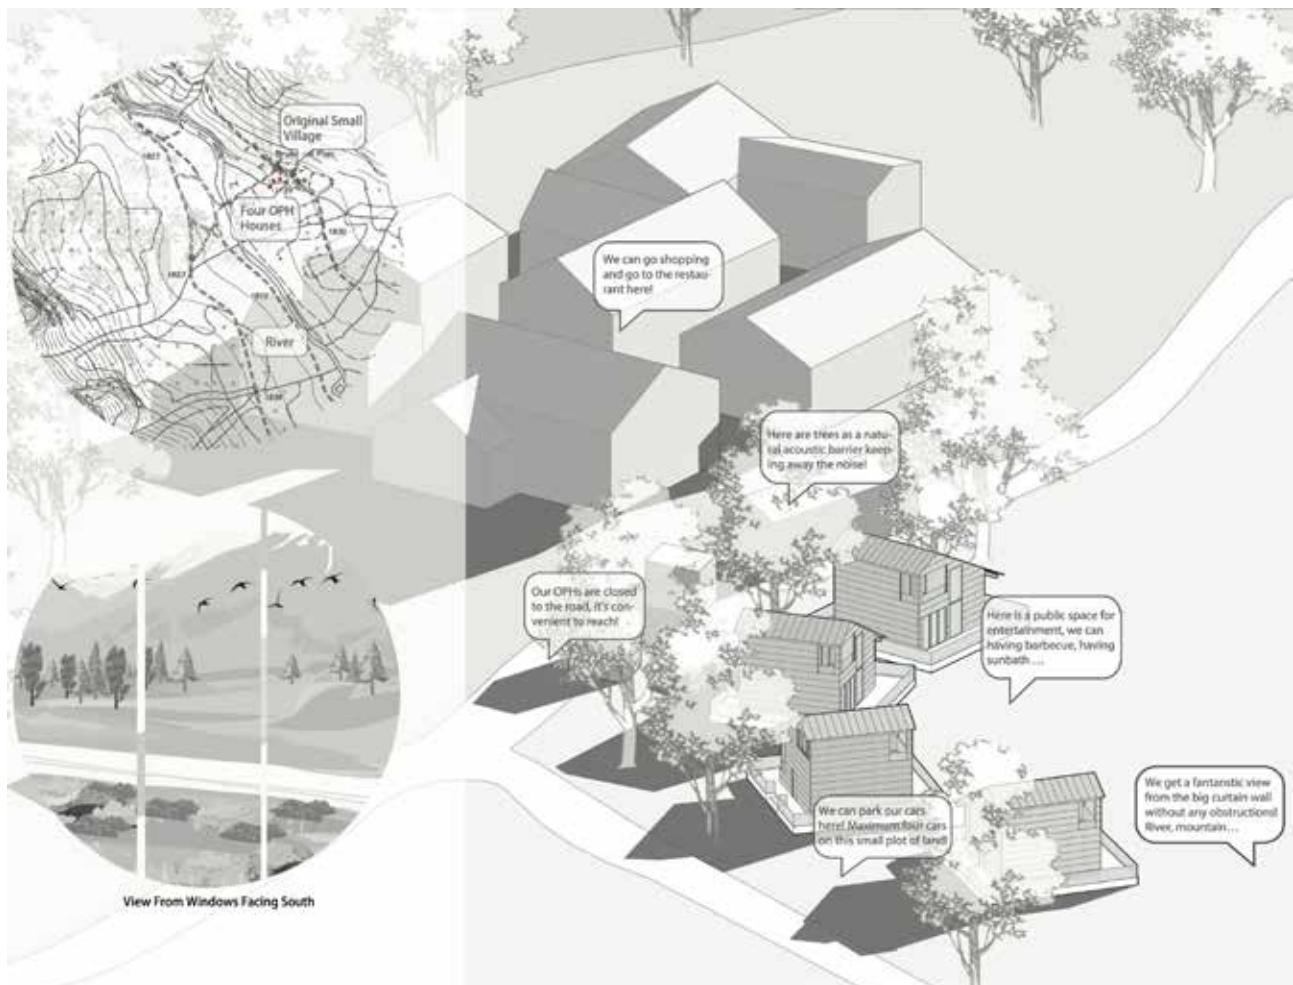 Original Small
Village
1807
Four OPH
Houses
River
We can go shopping
and go to the restau-
rant here!
Here are trees as a natu-
ral acoustic barrier keep-
ing away the noise!
Our OPHs are closed
to the road, it's con-
venient to reach!
Here is a public space for
entertainment, we can
having barbecue, having
sunbath ...
We get a fantanstic view
from the big curtain wall
without any obstructions!
River, mountain...
We can park our cars
here! Maximum four cars
on this small plot of land!
View From Windows Facing South